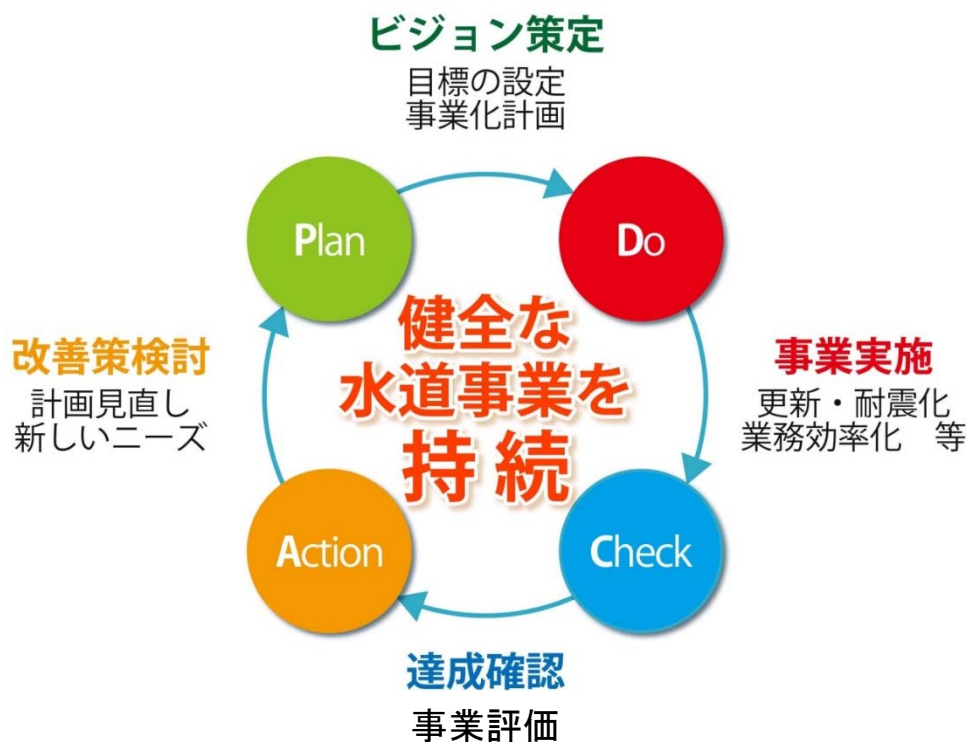 ビジョン策定
目標の設定
事業化計画
Plan
Do
健全な
水道事業を
持続
改善策検討
計画見直し
新しいニーズ
事業実施
更新・耐震化
業務効率化　等
Action
Check
達成確認
事業評価